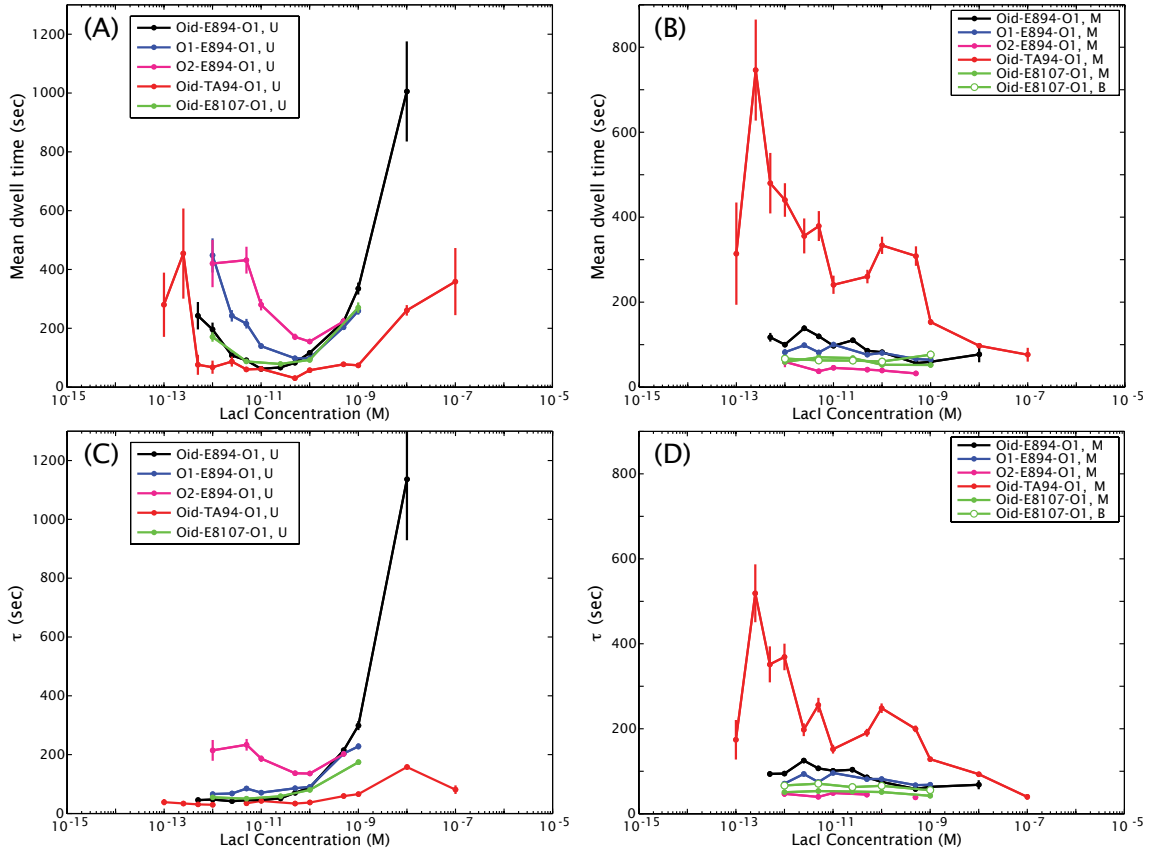 (A)
Oid-E894-O1, U
O1-E894-O1, U
O2-E894-O1, U
Oid-TA94-O1, U
Oid-E8107-O1, U
1200
1000
800
600
400
200
0
Mean dwell time (sec)
10-15
10-13
10-11
10-9
10-7
10-5
LacI Concentration (M)
(B)
Oid-E894-O1, M
O1-E894-O1, M
O2-E894-O1, M
Oid-TA94-O1, M
Oid-E8107-O1, M
Oid-E8107-O1, B
800
600
400
200
0
Mean dwell time (sec)
10-15
10-13
10-11
10-9
10-7
10-5
LacI Concentration (M)
(C)
Oid-E894-O1, U
O1-E894-O1, U
O2-E894-O1, U
Oid-TA94-O1, U
Oid-E8107-O1, U
1200
1000
800
600
400
200
0
τ (sec)
10-15
10-13
10-11
10-9
10-7
10-5
LacI Concentration (M)
(D)
Oid-E894-O1, M
O1-E894-O1, M
O2-E894-O1, M
Oid-TA94-O1, M
Oid-E8107-O1, M
Oid-E8107-O1, B
800
600
400
200
0
τ (sec)
10-15
10-13
10-11
10-9
10-7
10-5
LacI Concentration (M)